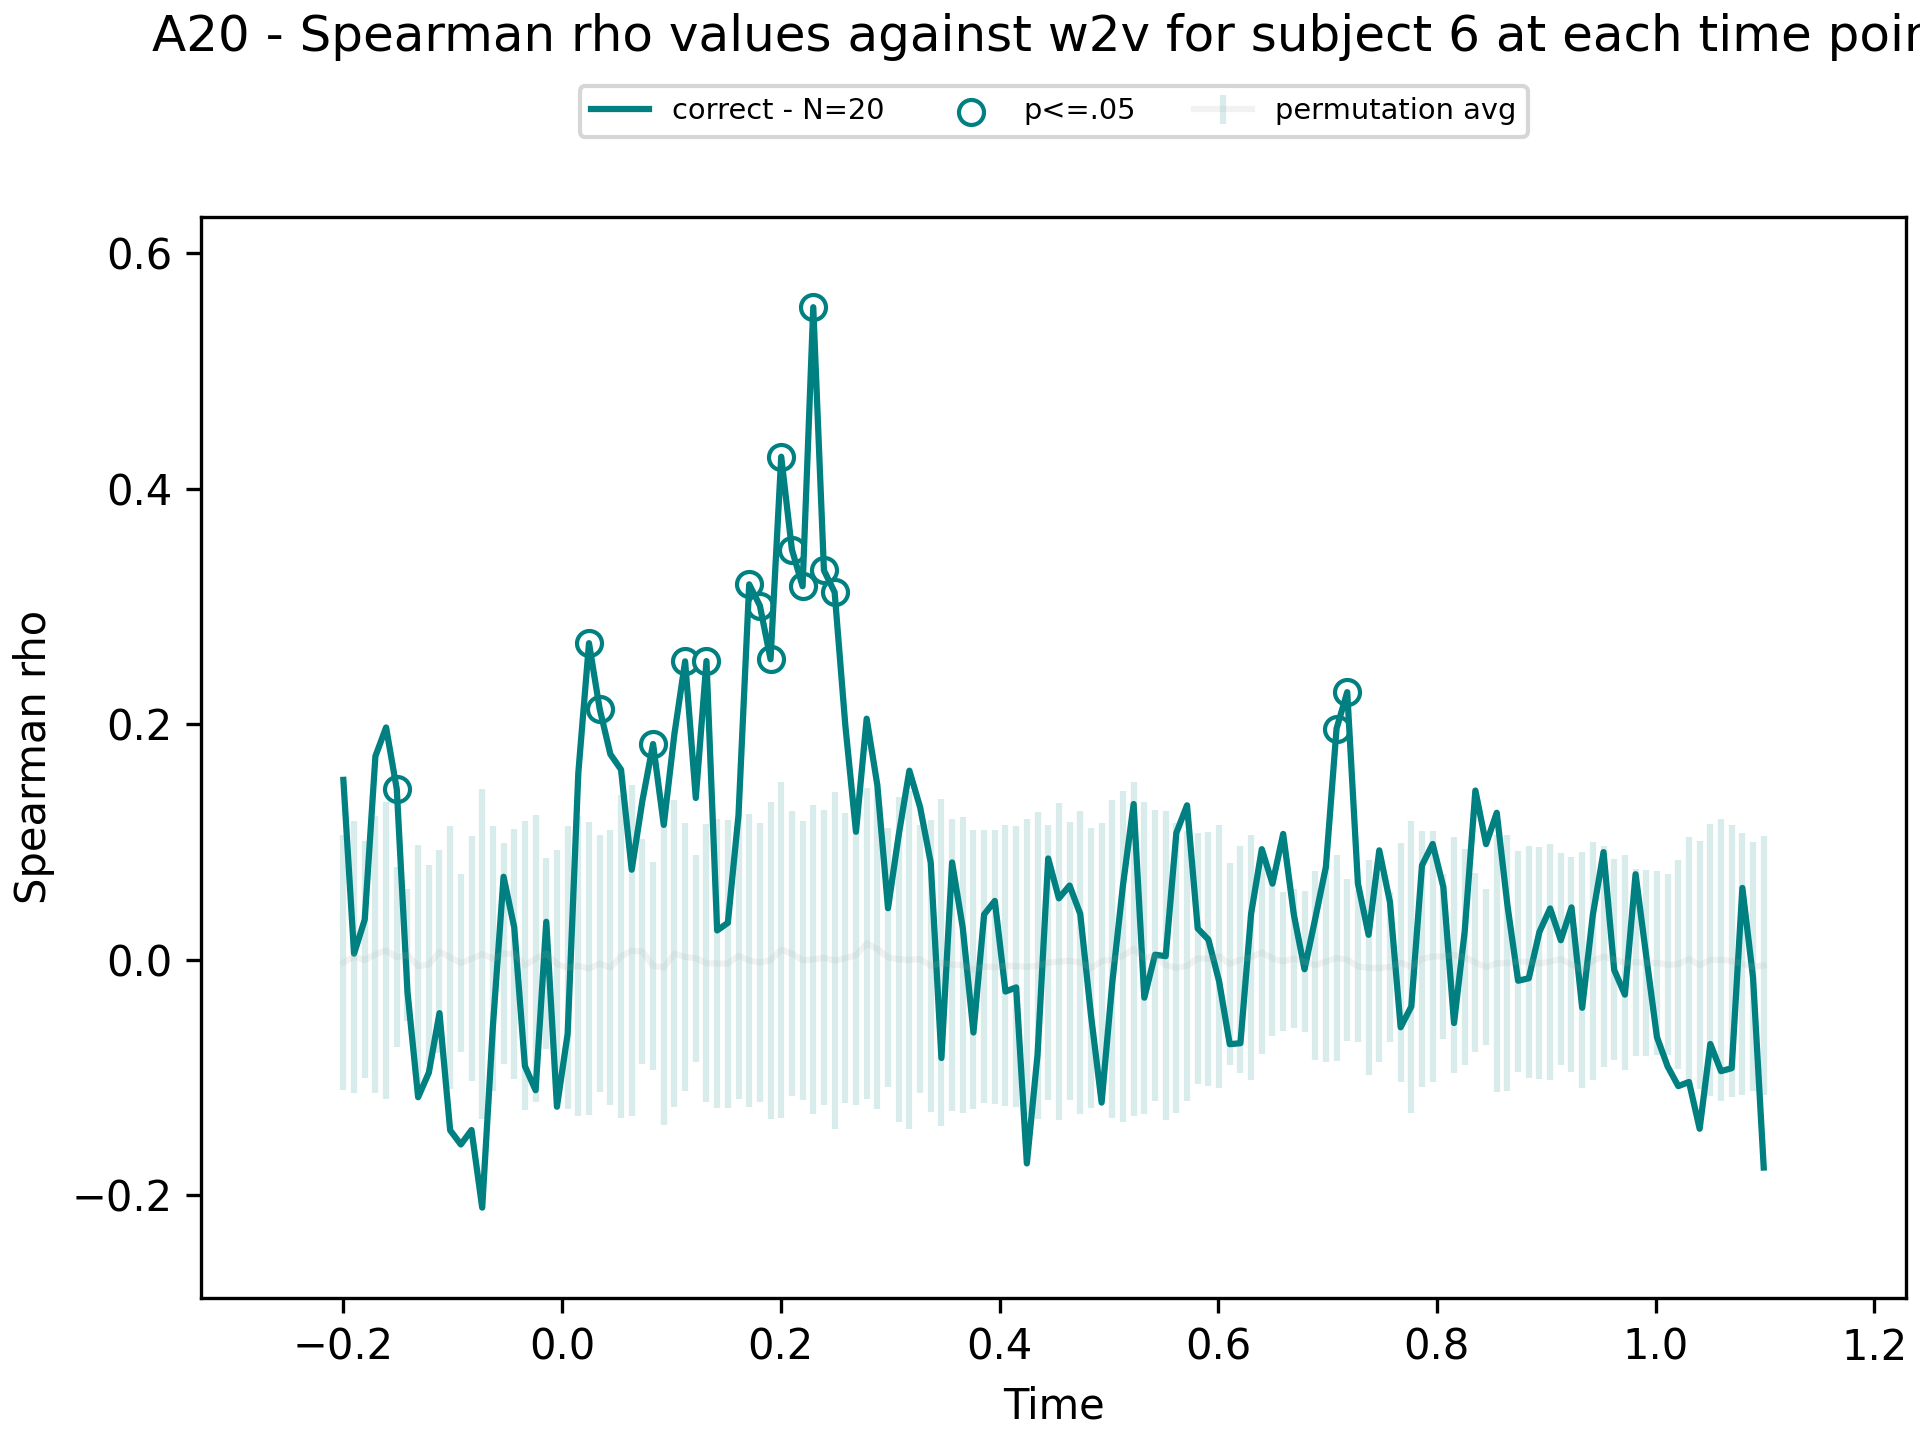 A20 - Spearman rho values against w2v for subject 6 at each time poin
correct - N=20 p<=.05 permutation avg
0.6
0.4
0.2
0.0
−0.2
Spearman rho
−0.2 0.0 0.2 0.4 0.6 0.8 1.0 1.2
Time